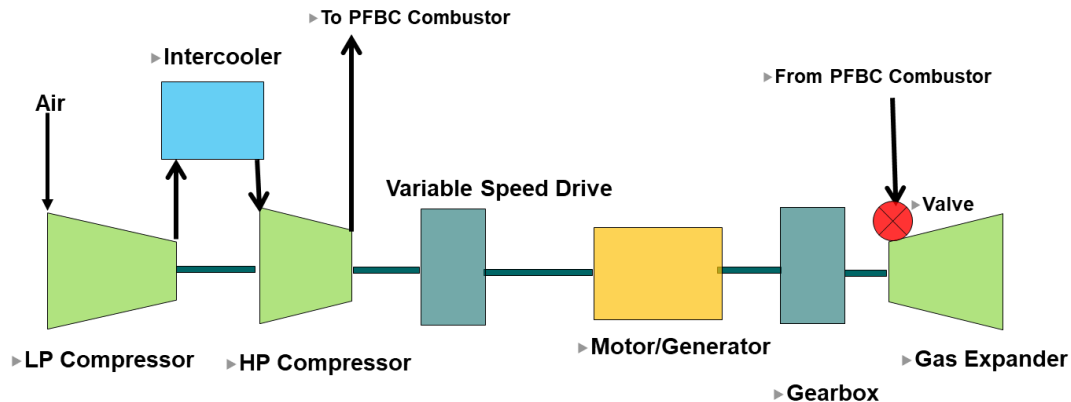 To PFBC Combustor
Intercooler
From PFBC Combustor
Air
Variable Speed Drive
Valve
Motor/Generator
LP Compressor
HP Compressor
Gas Expander
Gearbox